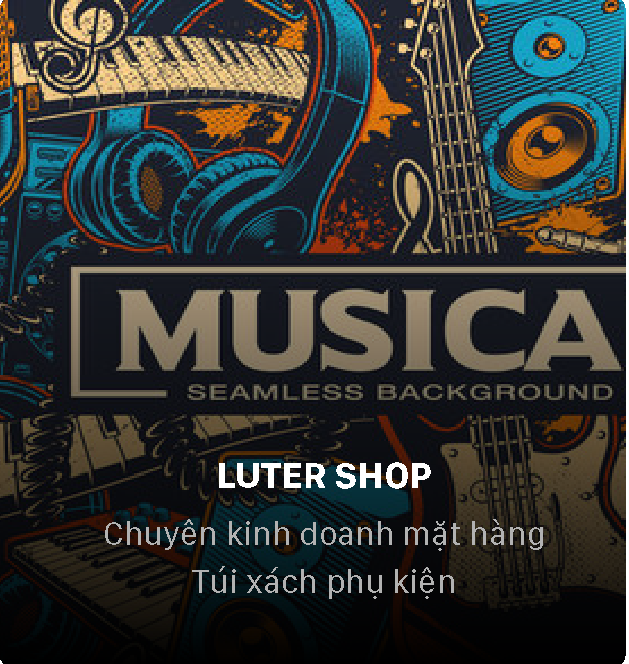 MUSICA
SEAMLESS BACKGROUND
LUTER SHOP
Chuyên kinh doanh mặt hàng
Túi xách phụ kiện